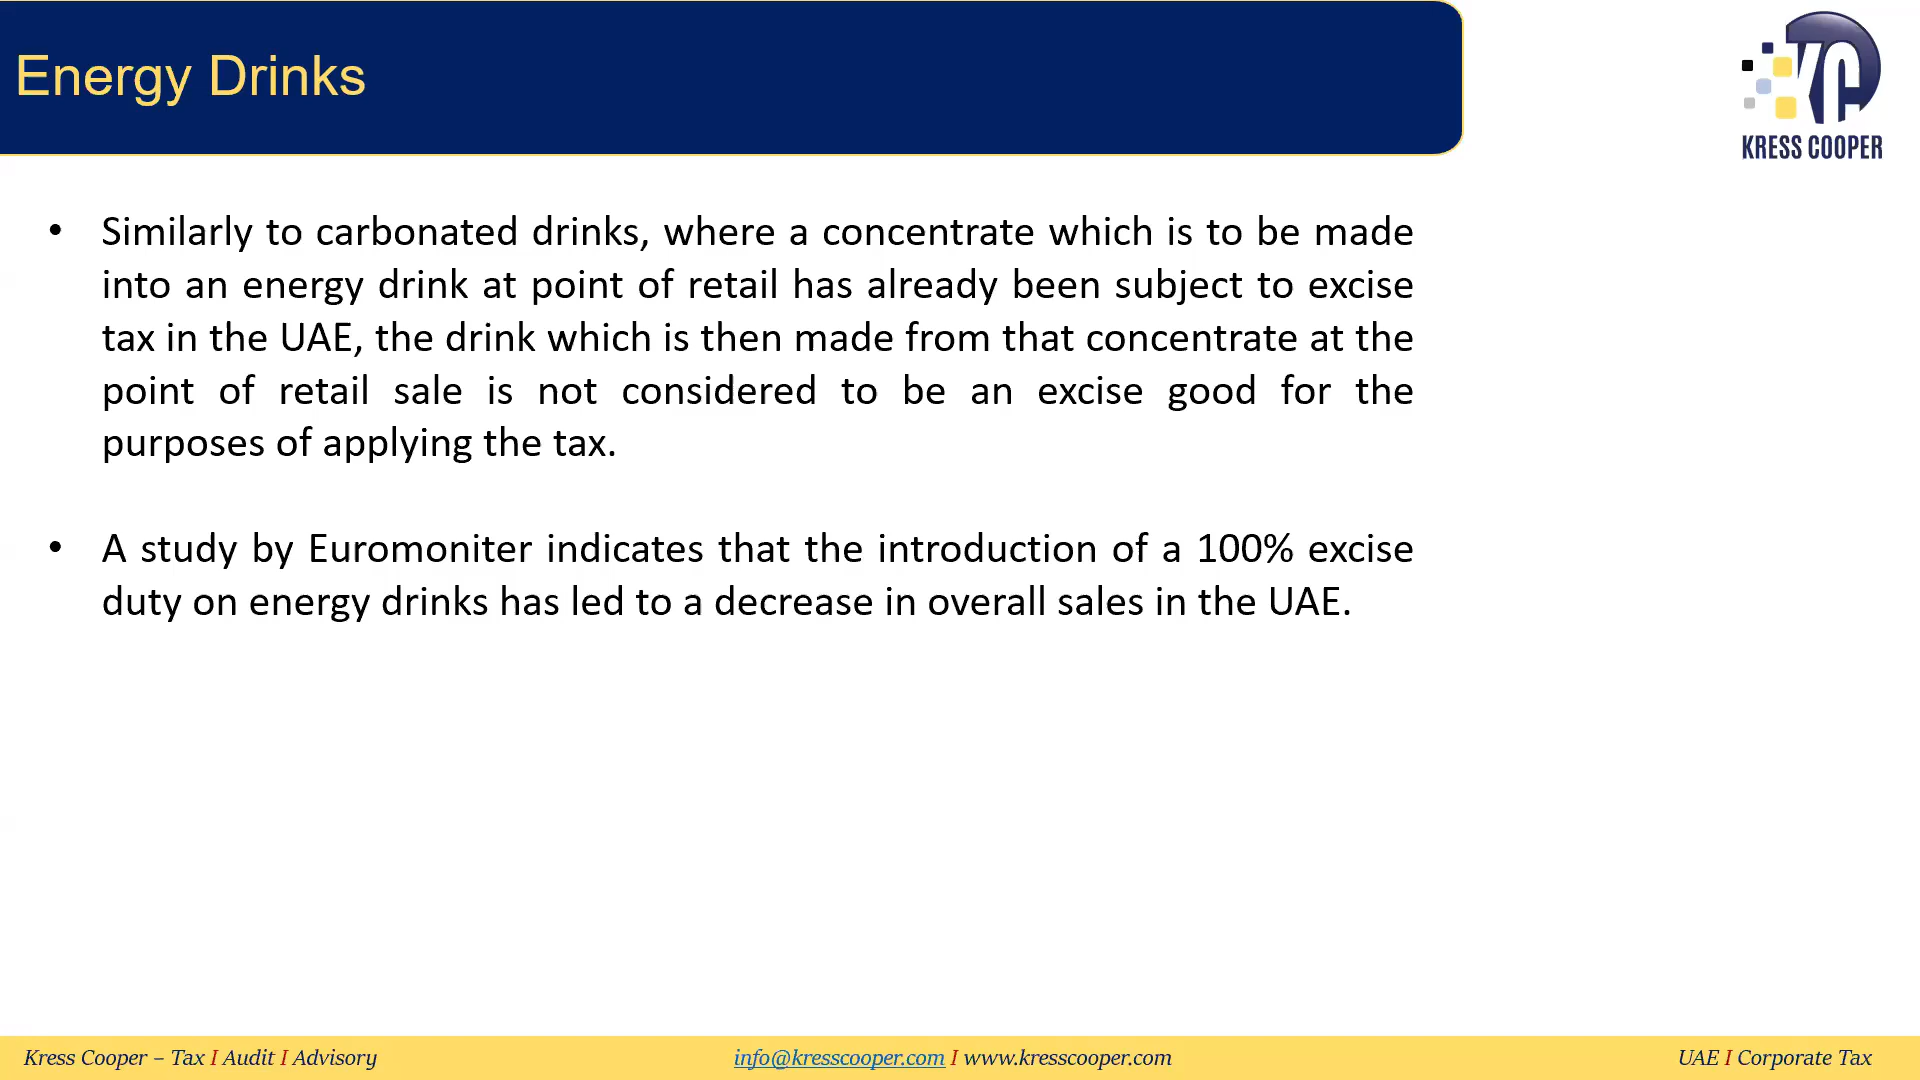 Energy Drinks
KC
KRESS COOPER
• Similarly to carbonated drinks, where a concentrate which is to be made
into an energy drink at point of retail has already been subject to excise
tax in the UAE, the drink which is then made from that concentrate at the
point of retail sale is not considered to be an excise good for the
purposes of applying the tax.
• A study by Euromoniter indicates that the introduction of a 100% excise
duty on energy drinks has led to a decrease in overall sales in the UAE.
Kress Cooper – Tax I Audit I Advisory
info@kresscooper.com I www.kresscooper.com
UAE I Corporate Tax